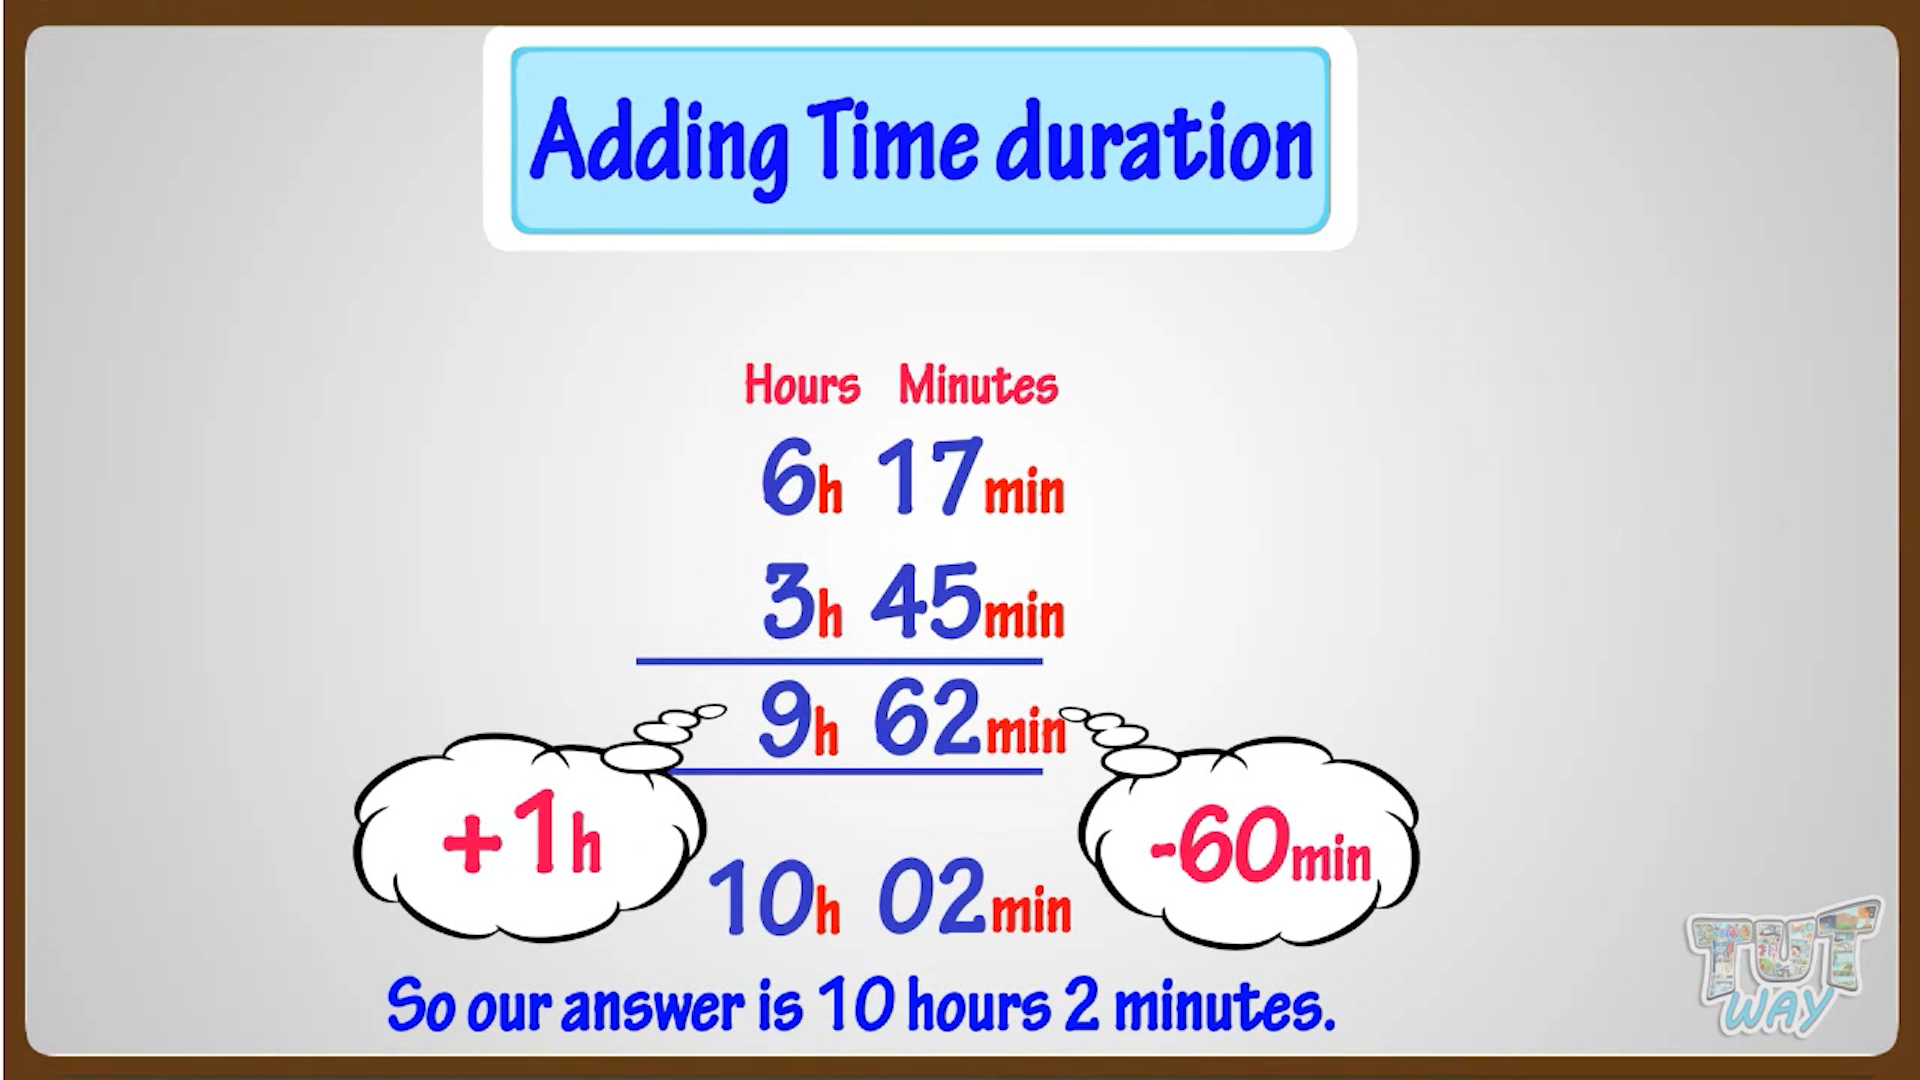 Adding Time duration
Hours Minutes
6h 17min
3h 45min
9h 62min
+1h
-60min
10h 02min
So our answer is 10 hours 2 minutes.
TUT
WAY